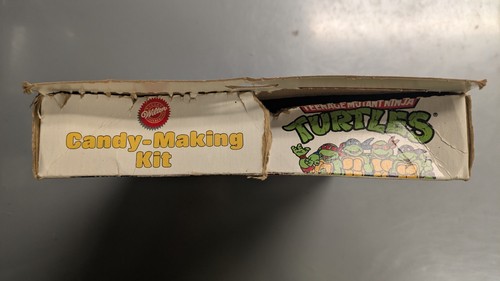 Wilton
Candy-Making
Kit
TEENAGE MUTANT NINJA
TURTLES